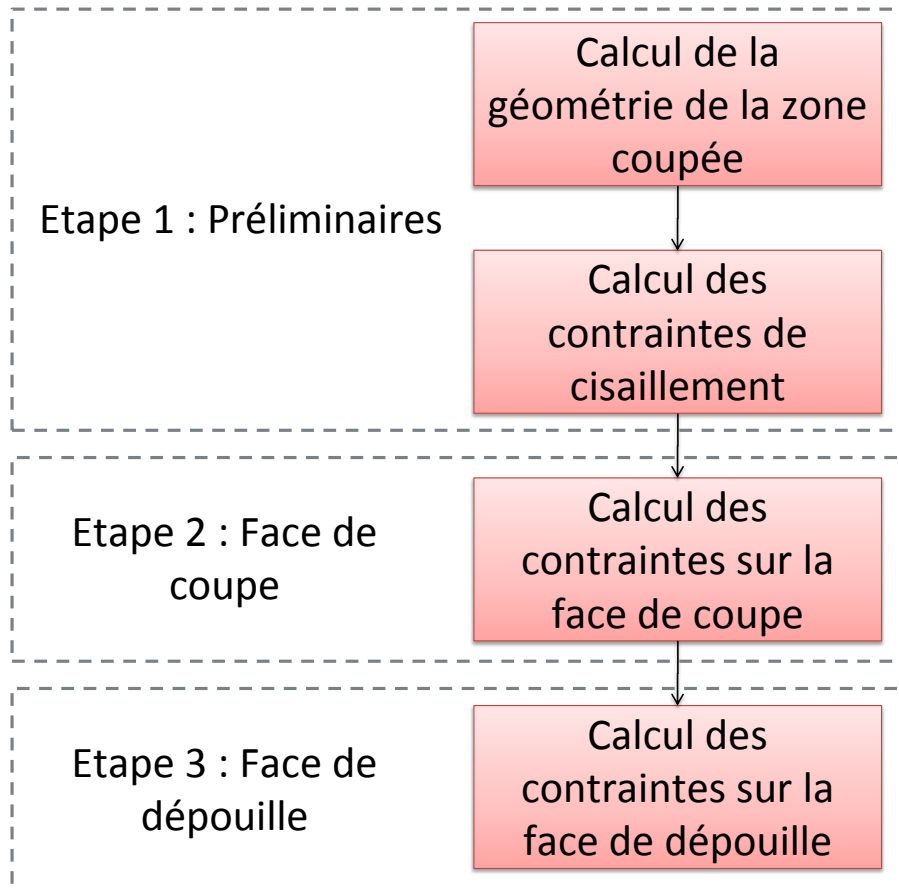 Calcul de la
géométrie de la zone
coupée
Etape 1 : Préliminaires
Calcul des
contraintes de
cisaillement
Etape 2 : Face de
coupe
Calcul des
contraintes sur la
face de coupe
Etape 3 : Face de
dépouille
Calcul des
contraintes sur la
face de dépouille